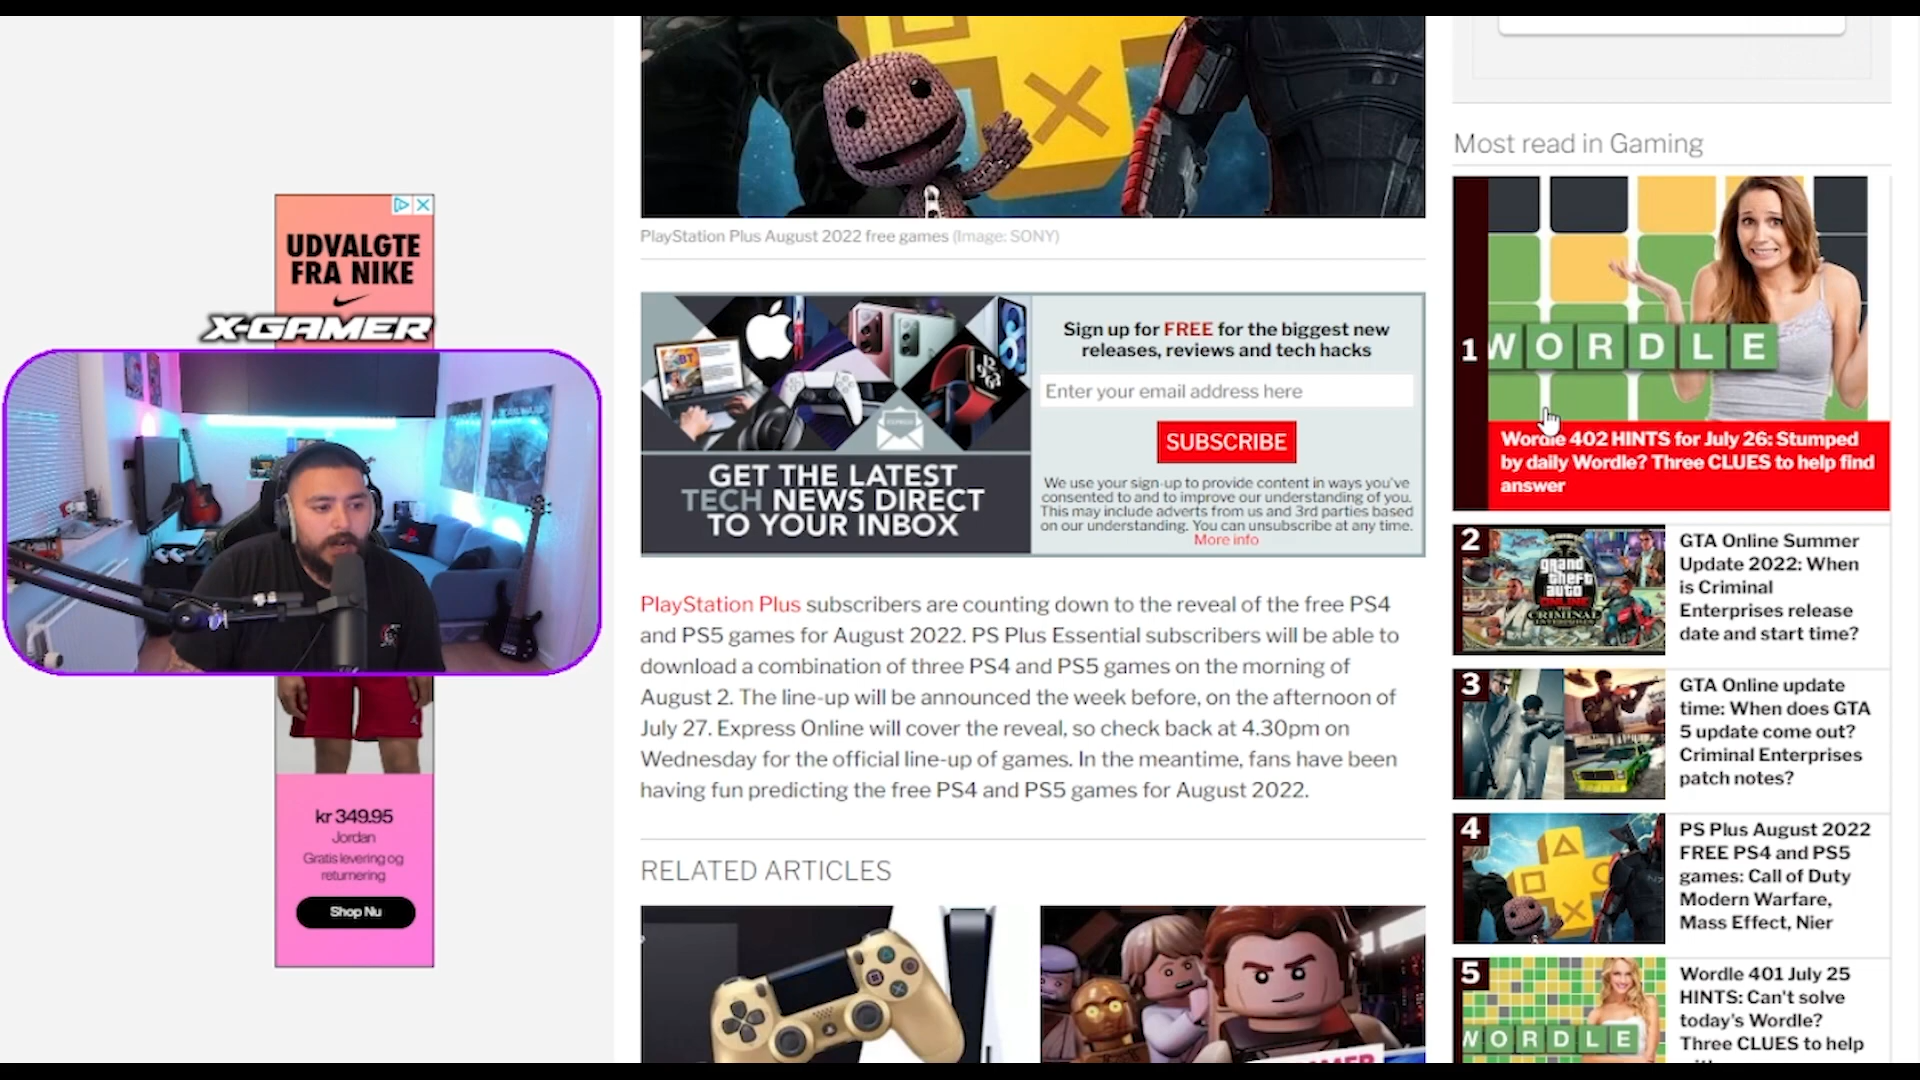 UDVALGTE
FRA NIKE
X-GAMER
kr 349.95
Jordan
Gratis levering og
returnering
Shop Nu
PlayStation Plus August 2022 free games (Image: SONY)
GET THE LATEST
TECH NEWS DIRECT
TO YOUR INBOX
Sign up for FREE for the biggest new
releases, reviews and tech hacks
Enter your email address here
SUBSCRIBE
We use your sign-up to provide content in ways you've
consented to and to improve our understanding of you.
This may include adverts from us and 3rd parties based
on our understanding. You can unsubscribe at any time.
More info
PlayStation Plus subscribers are counting down to the reveal of the free PS4
and PS5 games for August 2022. PS Plus Essential subscribers will be able to
download a combination of three PS4 and PS5 games on the morning of
August 2. The line-up will be announced the week before, on the afternoon of
July 27. Express Online will cover the reveal, so check back at 4.30pm on
Wednesday for the official line-up of games. In the meantime, fans have been
having fun predicting the free PS4 and PS5 games for August 2022.
RELATED ARTICLES
Most read in Gaming
1
WORDLE
Wordle 402 HINTS for July 26: Stumped
by daily Wordle? Three CLUES to help find
answer
2
grand
theft
auto
ONLINE
CRIMINAL
GTA Online Summer
Update 2022: When
is Criminal
Enterprises release
date and start time?
3
GTA Online update
time: When does GTA
5 update come out?
Criminal Enterprises
patch notes?
4
PS Plus August 2022
FREE PS4 and PS5
games: Call of Duty
Modern Warfare,
Mass Effect, Nier
5
WORDLE
Wordle 401 July 25
HINTS: Can't solve
today's Wordle?
Three CLUES to help